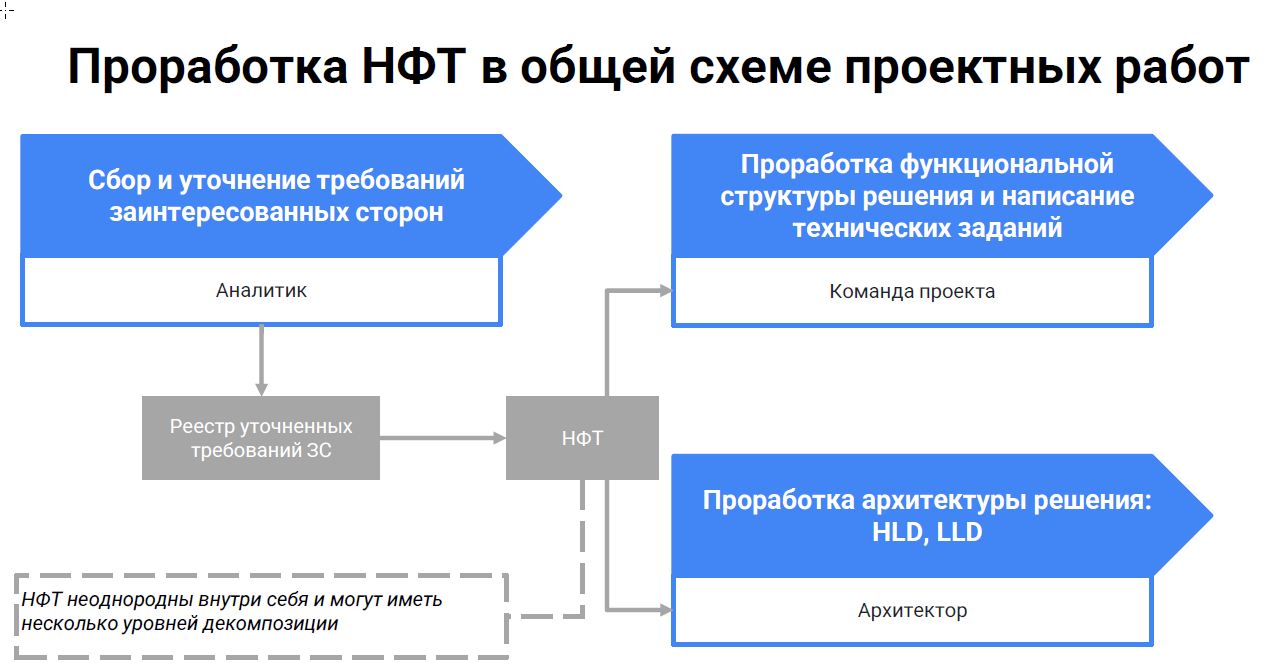 Проработка НФТ в общей схеме проектных работ
Сбор и уточнение требований
заинтересованных сторон
Аналитик
Проработка функциональной
структуры решения и написание
технических заданий
Команда проекта
Реестр уточненных
требований ЗС
НФТ
Проработка архитектуры решения:
HLD, LLD
Архитектор
НФТ неоднородны внутри себя и могут иметь
несколько уровней декомпозиции